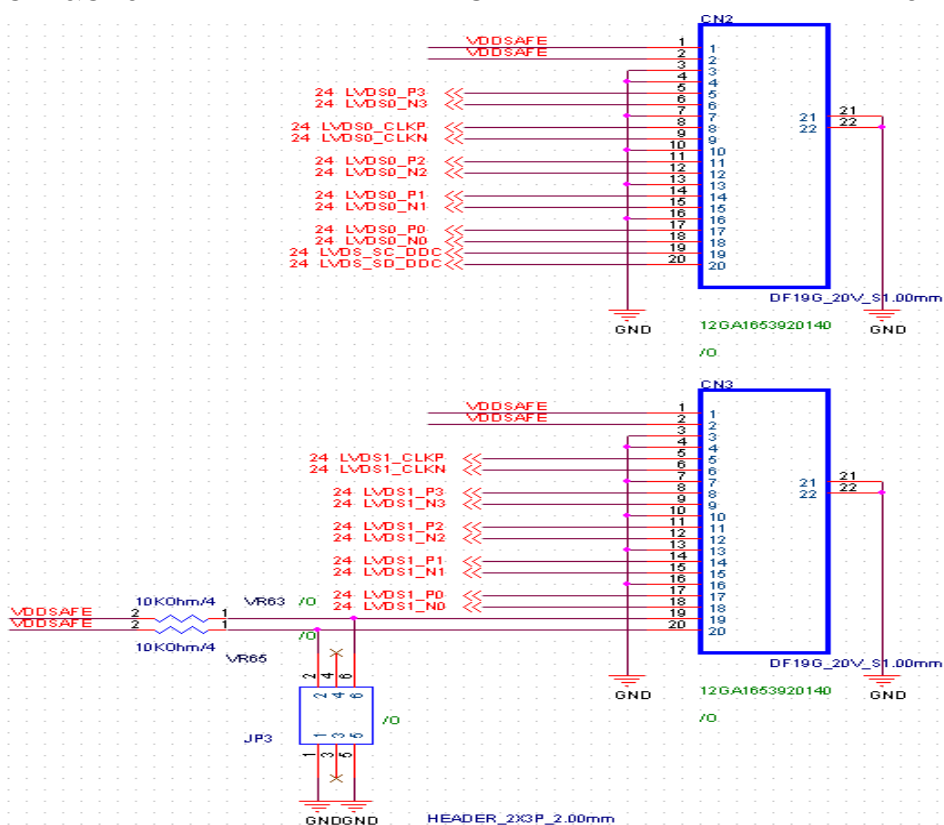 CN2
VDDSAFE 1 1
VDDSAFE 2 2
3 3
4 4
24 LVDS0_P3 5 5
24 LVDS0_N3 6 6
7 7
24 LVDS0_CLKP 8 8
24 LVDS0_CLKN 9 9
10 10
24 LVDS0_P2 11 11
24 LVDS0_N2 12 12
13 13
24 LVDS0_P1 14 14
24 LVDS0_N1 15 15
16 16
24 LVDS0_P0 17 17
24 LVDS0_N0 18 18
24 LVDS_SC_DDC 19 19
24 LVDS_SD_DDC 20 20
21 21
22 22
DF19G_20V_S1.00mm
GND
12GA1653920140
GND
/O
CN3
VDDSAFE 1 1
VDDSAFE 2 2
3 3
4 4
24 LVDS1_CLKP 5 5
24 LVDS1_CLKN 6 6
7 7
24 LVDS1_P3 8 8
24 LVDS1_N3 9 9
10 10
24 LVDS1_P2 11 11
24 LVDS1_N2 12 12
13 13
24 LVDS1_P1 14 14
24 LVDS1_N1 15 15
16 16
24 LVDS1_P0 17 17
24 LVDS1_N0 18 18
19 19
20 20
21 21
22 22
10KOhm/4 VR63 /O
VDDSAFE 2 1
VDDSAFE 2 1
/O
10KOhm/4
VR65
DF19G_20V_S1.00mm
GND
12GA1653920140
GND
/O
2 4 6
2 4 6
/O
JP3
1 3 5
1 3 5
GND GND
HEADER_2X3P_2.00mm